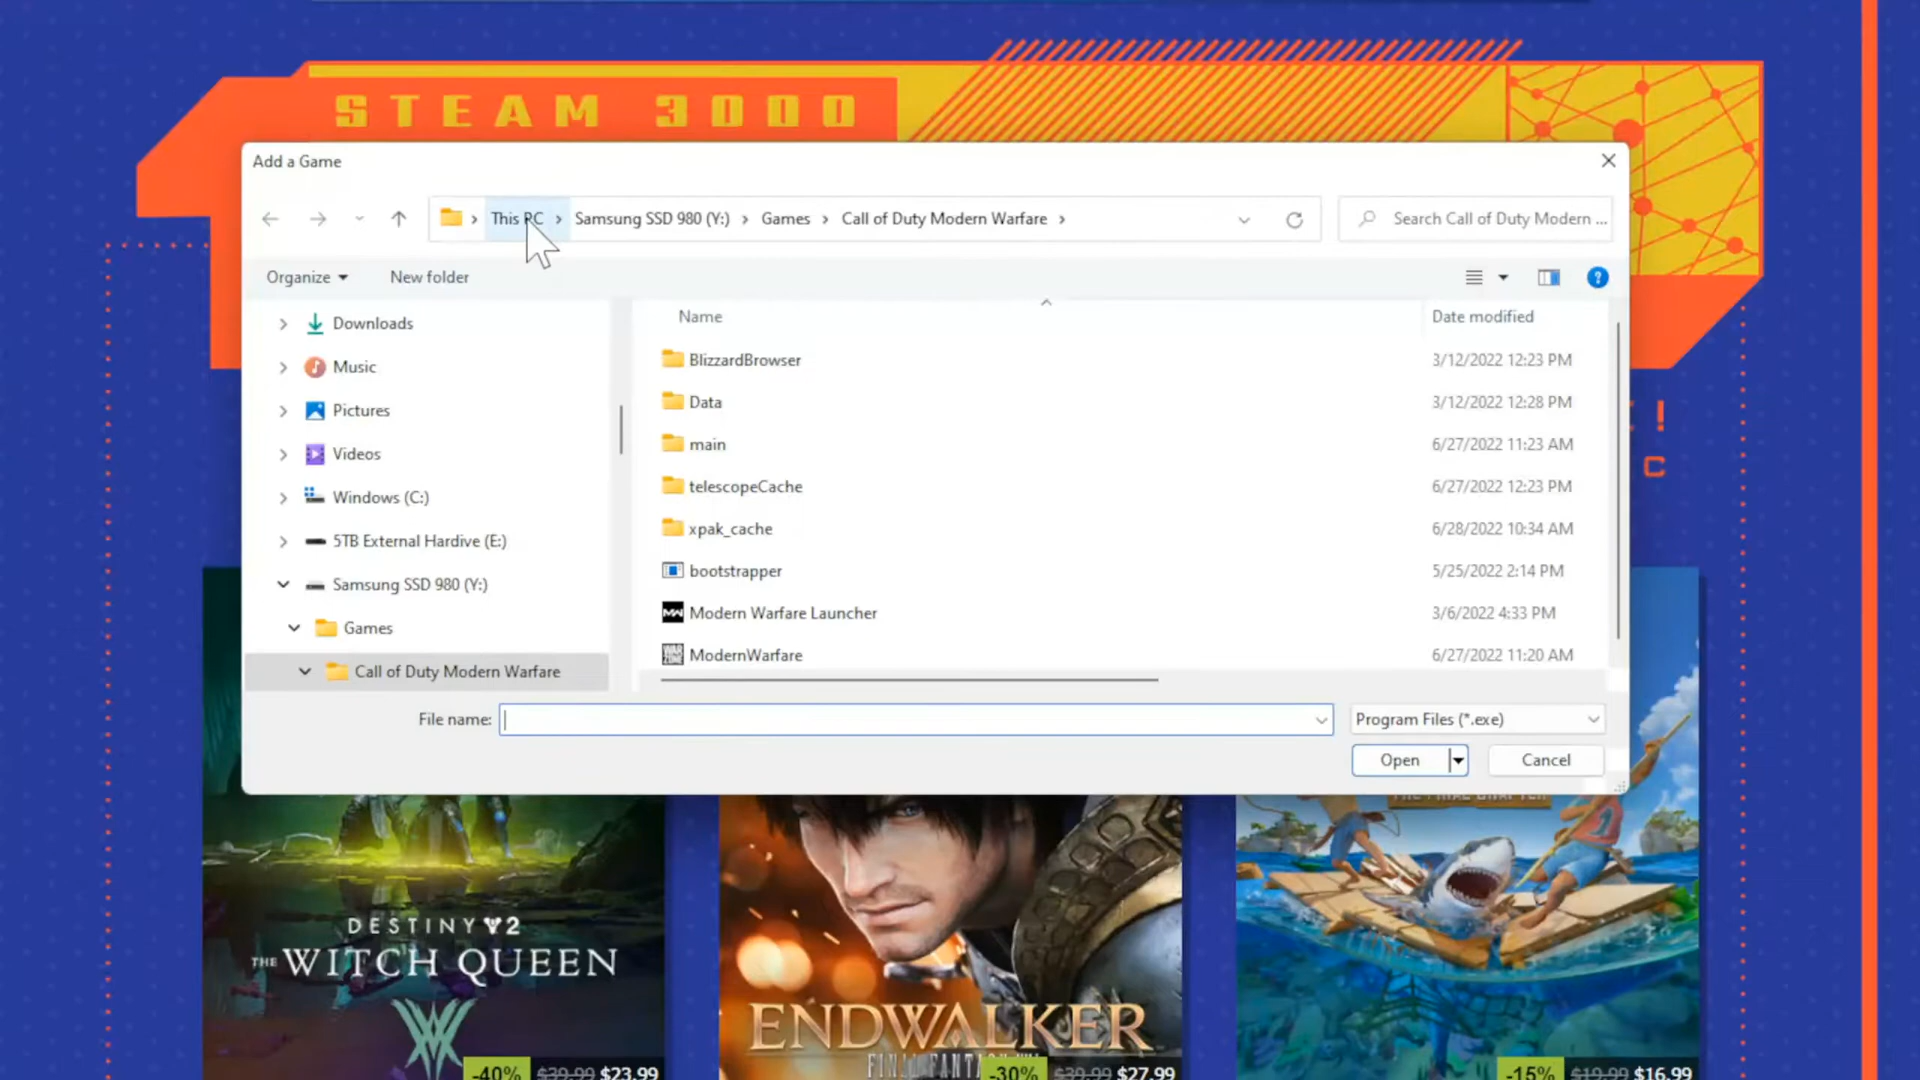 STEAM 3000
Add a Game
This PC
Samsung SSD 980 (Y:)
Games
Call of Duty Modern Warfare
Search Call of Duty Modern ...
Organize
New folder
?
Name
Date modified
Downloads
Music
Pictures
Videos
Windows (C:)
5TB External Hardive (E:)
Samsung SSD 980 (Y:)
Games
Call of Duty Modern Warfare
BlizzardBrowser 3/12/2022 12:23 PM
Data 3/12/2022 12:28 PM
main 6/27/2022 11:23 AM
telescopeCache 6/27/2022 12:23 PM
xpak_cache 6/28/2022 10:34 AM
bootstrapper 5/25/2022 2:14 PM
Modern Warfare Launcher 3/6/2022 4:33 PM
ModernWarfare 6/27/2022 11:20 AM
!
C
File name:
Program Files (*.exe)
Open
Cancel
DESTINY 2
THE WITCH QUEEN
-40% $39.99 $23.99
ENDWALKER
-30% $39.99 $27.99
-15% $19.99 $16.99